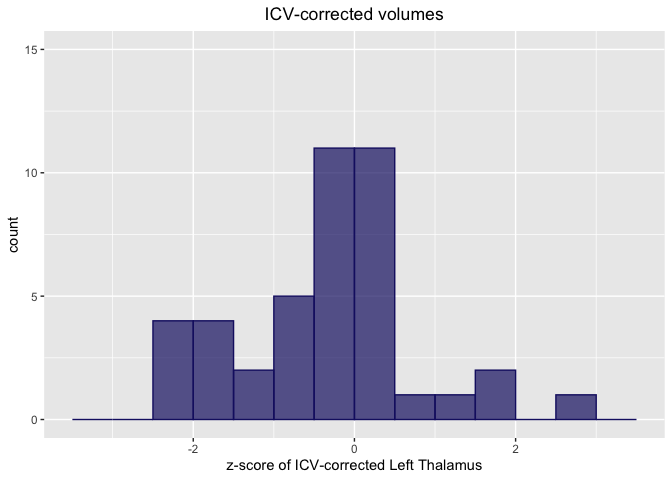 ICV-corrected volumes
15
10
5
0
count
-2
0
2
z-score of ICV-corrected Left Thalamus